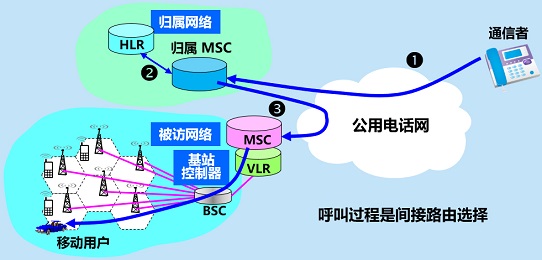 归属网络
HLR
归属 MSC
❷
❶
通信者
公用电话网
❸
被访网络
MSC
VLR
基站
控制器
BSC
移动用户
呼叫过程是间接路由选择